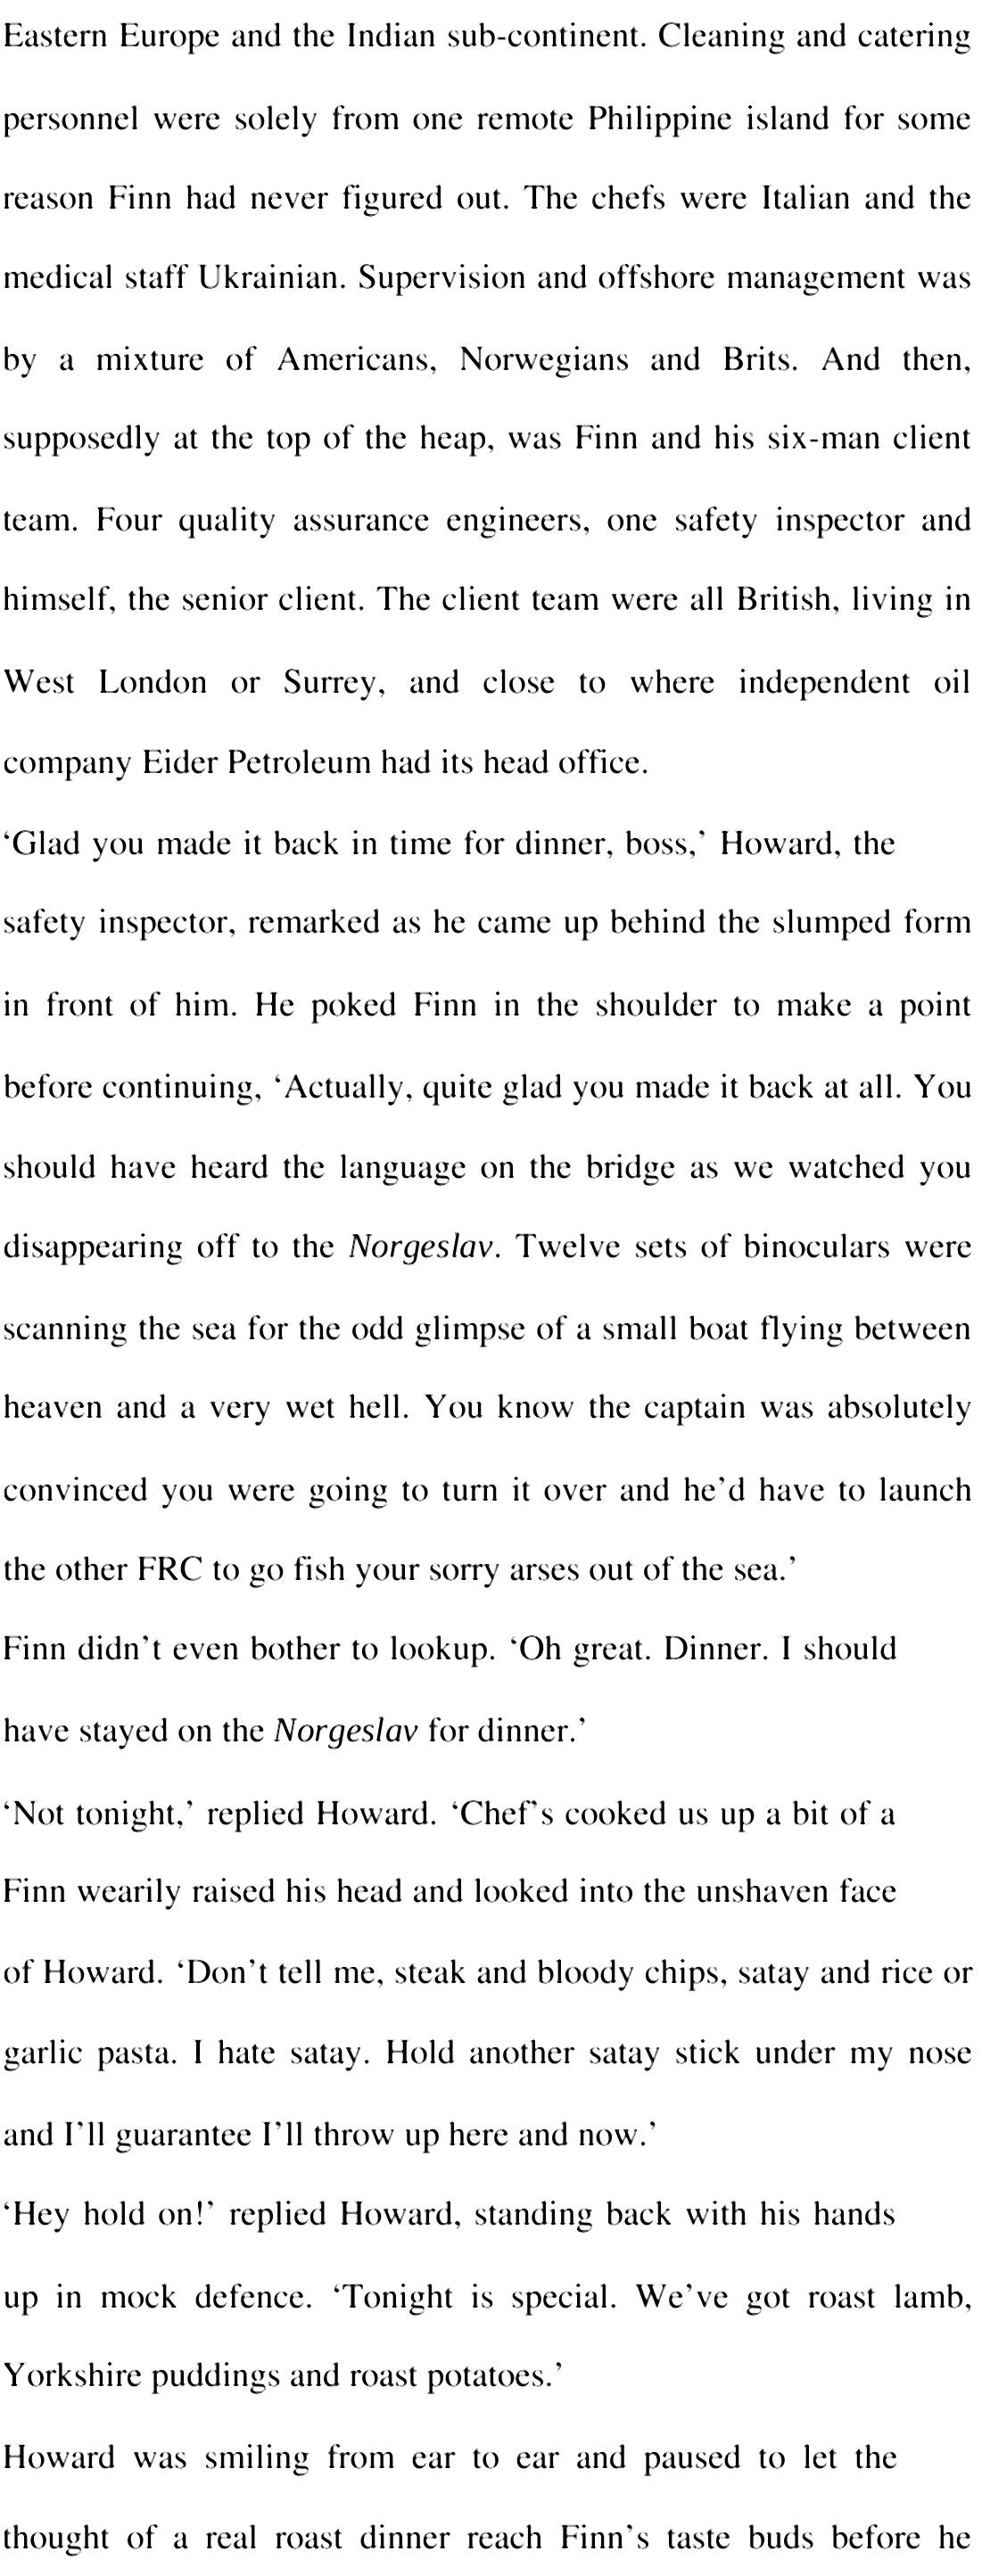 Eastern Europe and the Indian sub-continent. Cleaning and catering
personnel were solely from one remote Philippine island for some
reason Finn had never figured out. The chefs were Italian and the
medical staff Ukrainian. Supervision and offshore management was
by a mixture of Americans, Norwegians and Brits. And then,
supposedly at the top of the heap, was Finn and his six-man client
team. Four quality assurance engineers, one safety inspector and
himself, the senior client. The client team were all British, living in
West London or Surrey, and close to where independent oil
company Eider Petroleum had its head office.
‘Glad you made it back in time for dinner, boss,’ Howard, the
safety inspector, remarked as he came up behind the slumped form
in front of him. He poked Finn in the shoulder to make a point
before continuing, ‘Actually, quite glad you made it back at all. You
should have heard the language on the bridge as we watched you
disappearing off to the Norgeslav. Twelve sets of binoculars were
scanning the sea for the odd glimpse of a small boat flying between
heaven and a very wet hell. You know the captain was absolutely
convinced you were going to turn it over and he’d have to launch
the other FRC to go fish your sorry arses out of the sea.’
Finn didn’t even bother to lookup. ‘Oh great. Dinner. I should
have stayed on the Norgeslav for dinner.’
‘Not tonight,’ replied Howard. ‘Chef’s cooked us up a bit of a
Finn wearily raised his head and looked into the unshaven face
of Howard. ‘Don’t tell me, steak and bloody chips, satay and rice or
garlic pasta. I hate satay. Hold another satay stick under my nose
and I’ll guarantee I’ll throw up here and now.’
‘Hey hold on!’ replied Howard, standing back with his hands
up in mock defence. ‘Tonight is special. We’ve got roast lamb,
Yorkshire puddings and roast potatoes.’
Howard was smiling from ear to ear and paused to let the
thought of a real roast dinner reach Finn’s taste buds before he